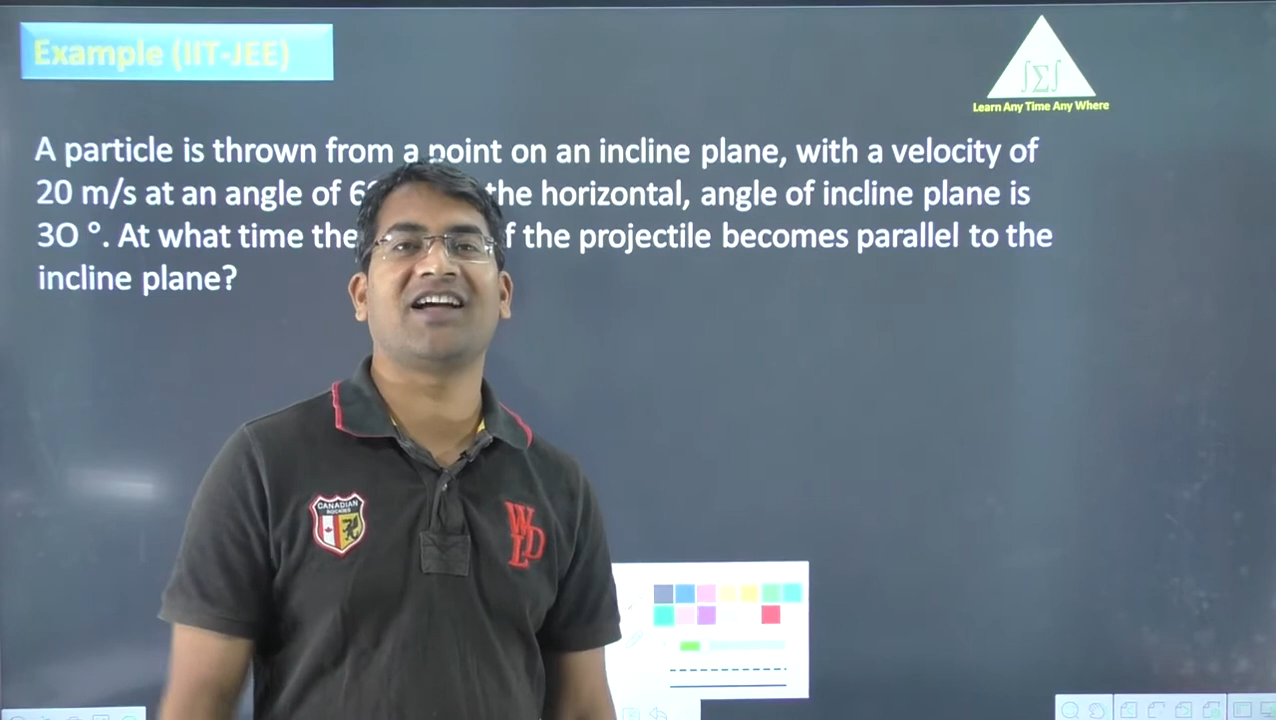 Example (IIT-JEE)
∫∑∫
Learn Any Time Any Where
A particle is thrown from a point on an incline plane, with a velocity of
20 m/s at an angle of the horizontal, angle of incline plane is
30 °. At what time the f the projectile becomes parallel to the
incline plane?
CANADIAN
ROCKIES
WLD